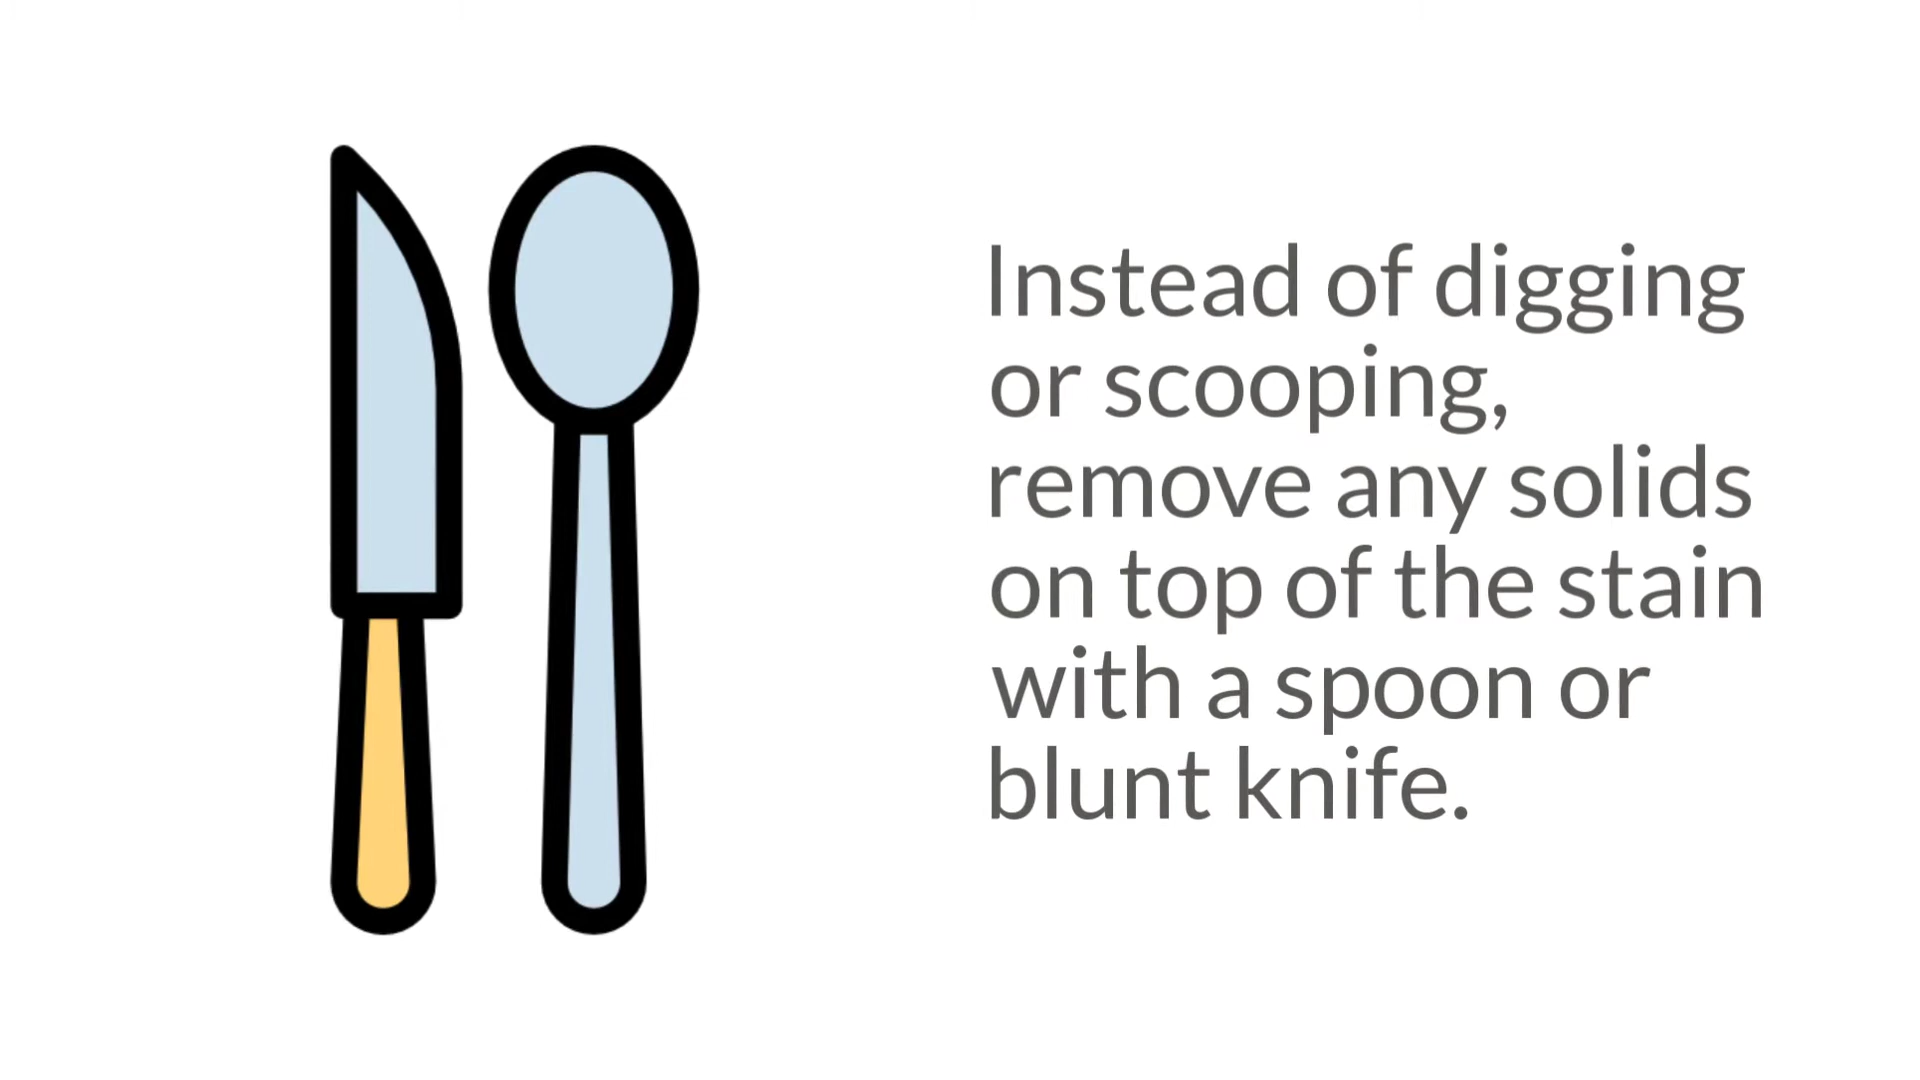 Instead of digging
or scooping,
remove any solids
on top of the stain
with a spoon or
blunt knife.